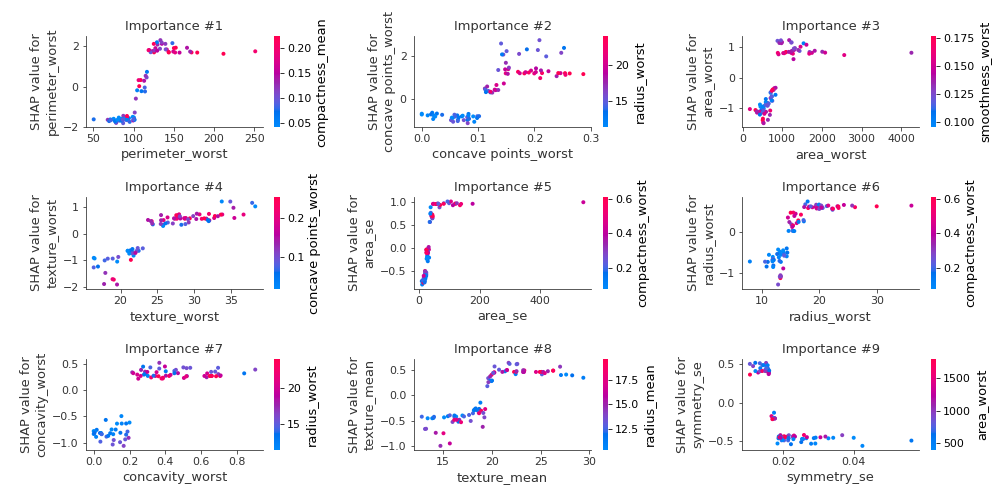 Importance #1
SHAP value for
perimeter_worst
2
0
−2
50 100 150 200 250
perimeter_worst
0.20
0.15
0.10
0.05
compactness_mean
Importance #2
SHAP value for
concave points_worst
2
0
0.0 0.1 0.2 0.3
concave points_worst
20
15
radius_worst
Importance #3
SHAP value for
area_worst
1
0
−1
0 1000 2000 3000 4000
area_worst
0.175
0.150
0.125
0.100
smoothness_worst
Importance #4
SHAP value for
texture_worst
1
0
−1
−2
20 25 30 35
texture_worst
0.2
0.1
concave points_worst
Importance #5
SHAP value for
area_se
1.0
0.5
0.0
−0.5
0 200 400
area_se
0.6
0.4
0.2
compactness_worst
Importance #6
SHAP value for
radius_worst
0
−1
10 20 30
radius_worst
0.6
0.4
0.2
compactness_worst
Importance #7
SHAP value for
concavity_worst
0.5
0.0
−0.5
−1.0
0.0 0.2 0.4 0.6 0.8
concavity_worst
20
15
radius_worst
Importance #8
SHAP value for
texture_mean
0.5
0.0
−0.5
−1.0
15 20 25 30
texture_mean
17.5
15.0
12.5
radius_mean
Importance #9
SHAP value for
symmetry_se
0.5
0.0
−0.5
0.02 0.04
symmetry_se
1500
1000
500
area_worst